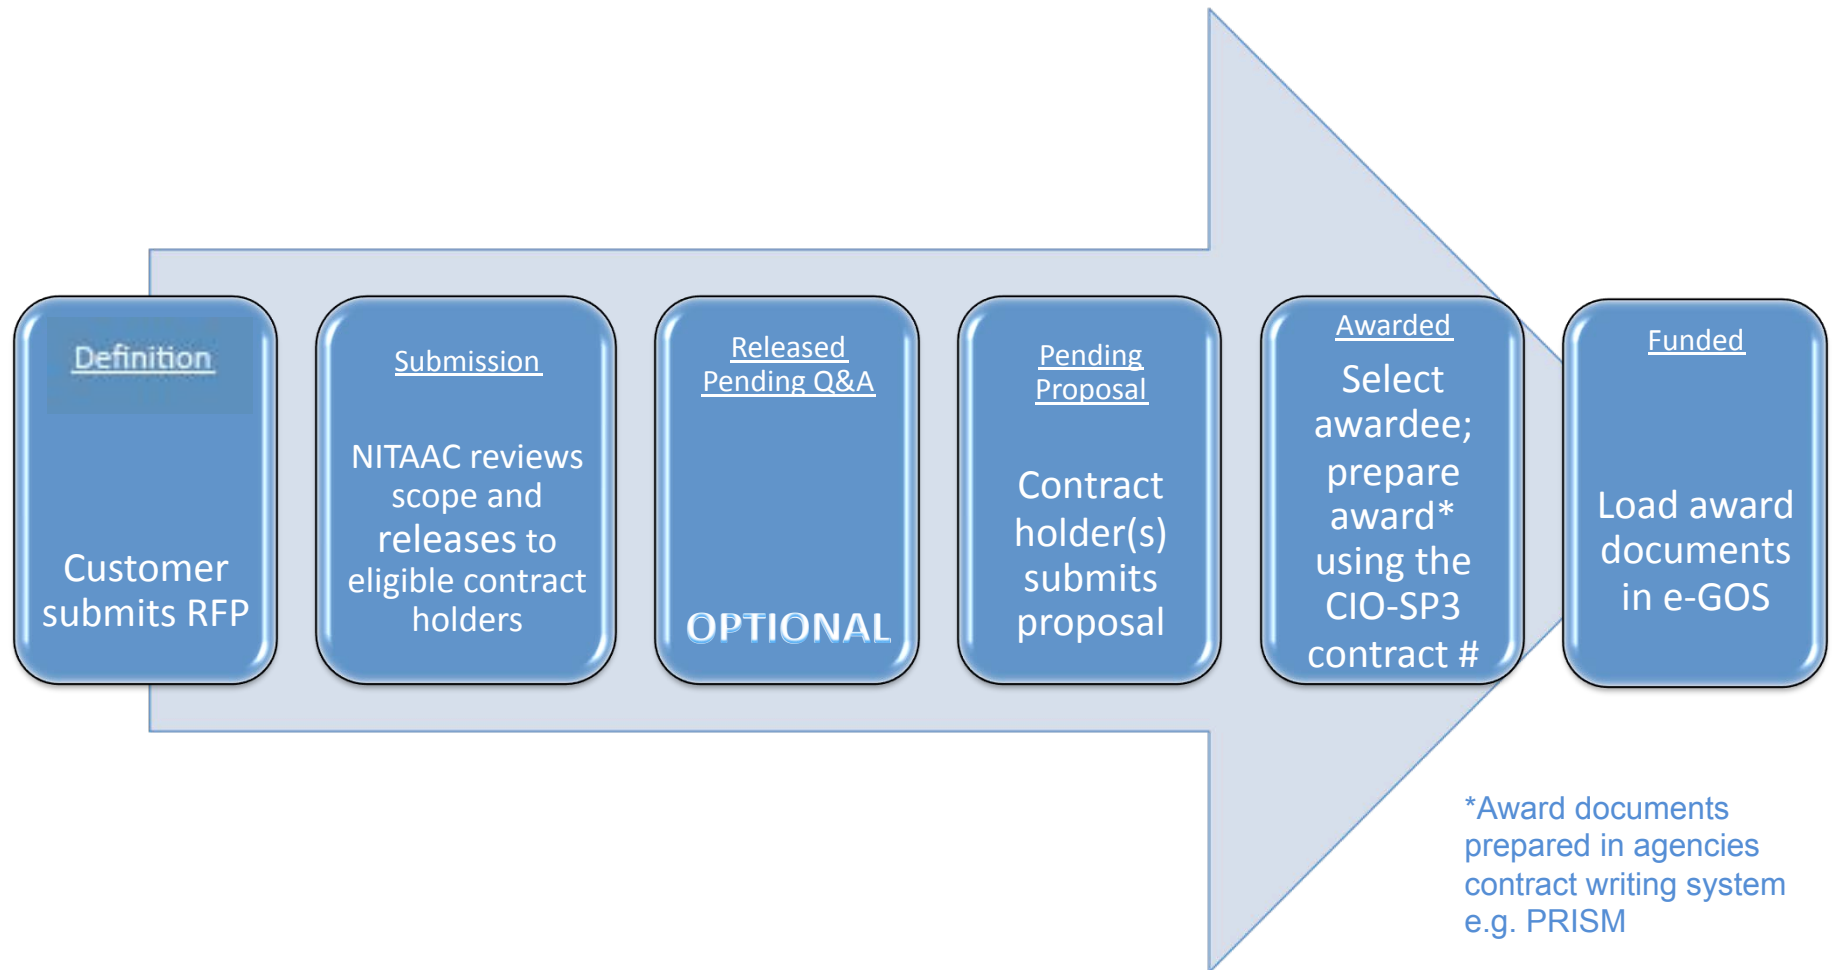 Definition
Customer
submits RFP
Submission
NITAAC reviews
scope and
releases to
eligible contract
holders
Released
Pending Q&A
OPTIONAL
Pending
Proposal
Contract
holder(s)
submits
proposal
Awarded
Select
awardee;
prepare
award*
using the
CIO-SP3
contract #
Funded
Load award
documents
in e-GOS
*Award documents
prepared in agencies
contract writing system
e.g. PRISM